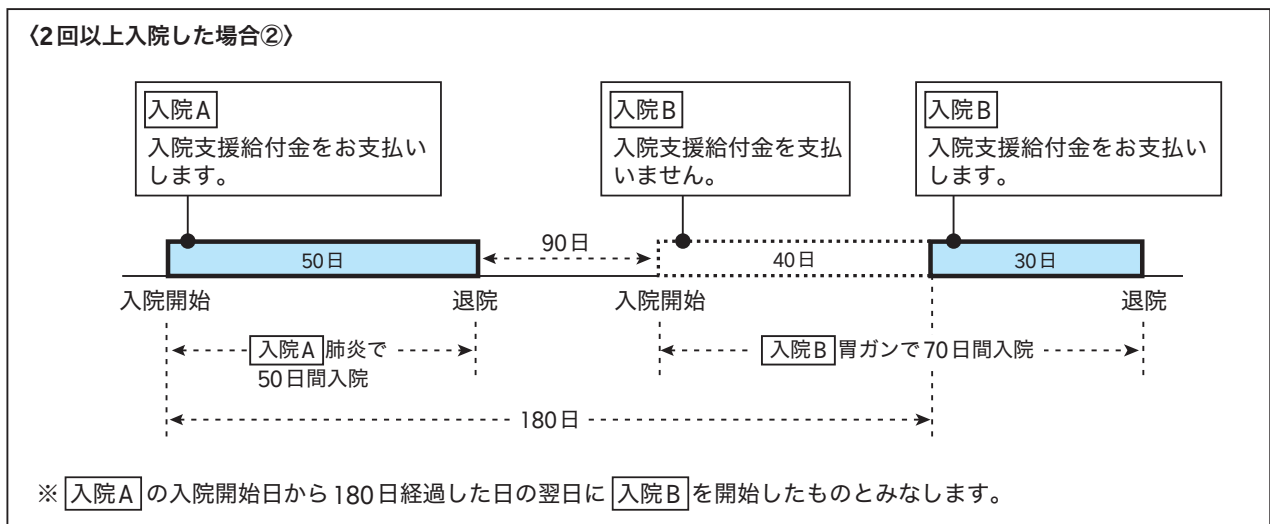 〈2回以上入院した場合②〉
入院A
入院支援給付金をお支払い
します。
入院B
入院支援給付金を支払
いません。
入院B
入院支援給付金をお支払い
します。
50日
90日
40日
30日
入院開始
退院
入院開始
退院
入院A 肺炎で
50日間入院
入院B 胃ガンで70日間入院
180日
※ 入院A の入院開始日から180日経過した日の翌日に 入院B を開始したものとみなします。